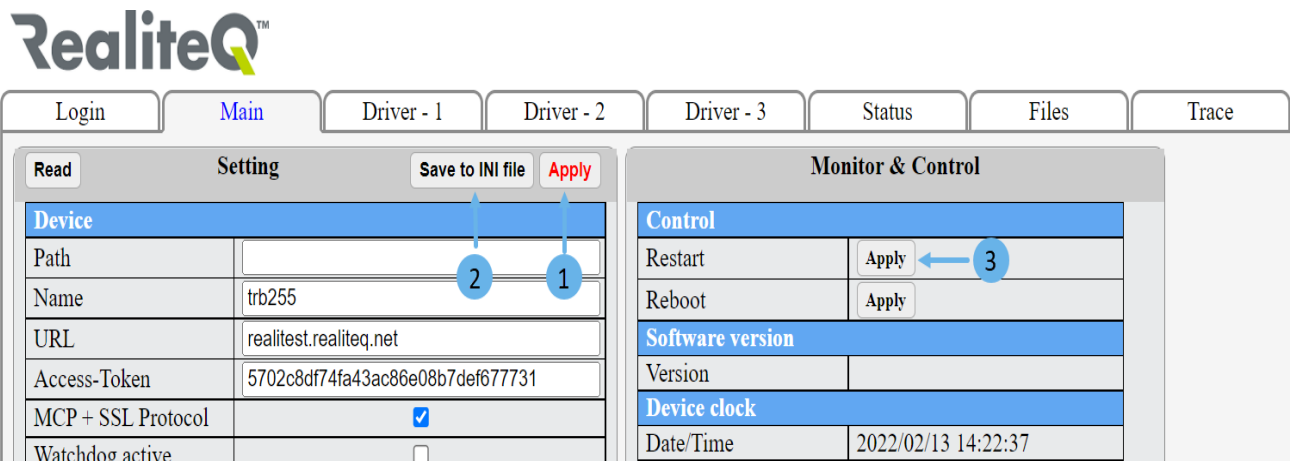 RealiteQ™
Login Main Driver - 1 Driver - 2 Driver - 3 Status Files Trace
Read Setting Save to INI file Apply
Device
Path
Name trb255
URL realitest.realiteq.net
Access-Token 5702c8df74fa43ac86e08b7def677731
MCP + SSL Protocol
Watchdog active
2 1
Monitor & Control
Control
Restart Apply 3
Reboot Apply
Software version
Version
Device clock
Date/Time 2022/02/13 14:22:37